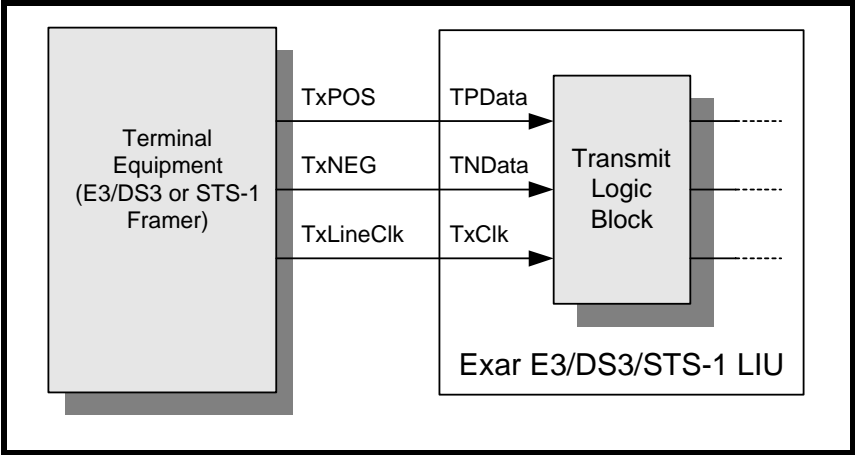 Terminal
Equipment
(E3/DS3 or STS-1
Framer)
TxPOS
TPData
TxNEG
TNData
TxLineClk
TxClk
Transmit
Logic
Block
Exar E3/DS3/STS-1 LIU